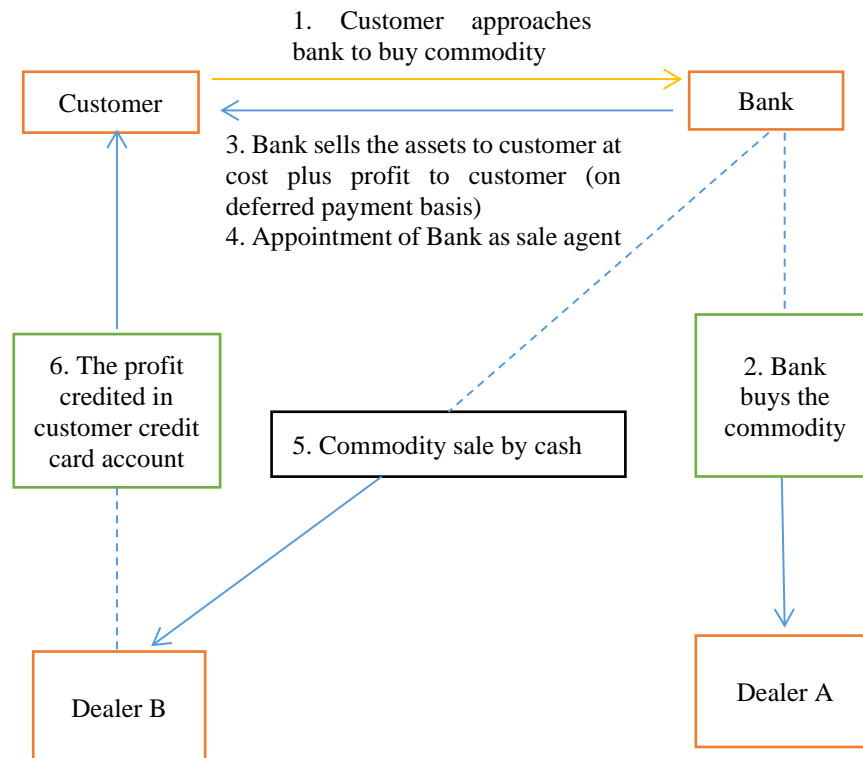 1. Customer approaches
bank to buy commodity
Customer
Bank
3. Bank sells the assets to customer at
cost plus profit to customer (on
deferred payment basis)
4. Appointment of Bank as sale agent
6. The profit
credited in
customer credit
card account
2. Bank
buys the
commodity
5. Commodity sale by cash
Dealer B
Dealer A